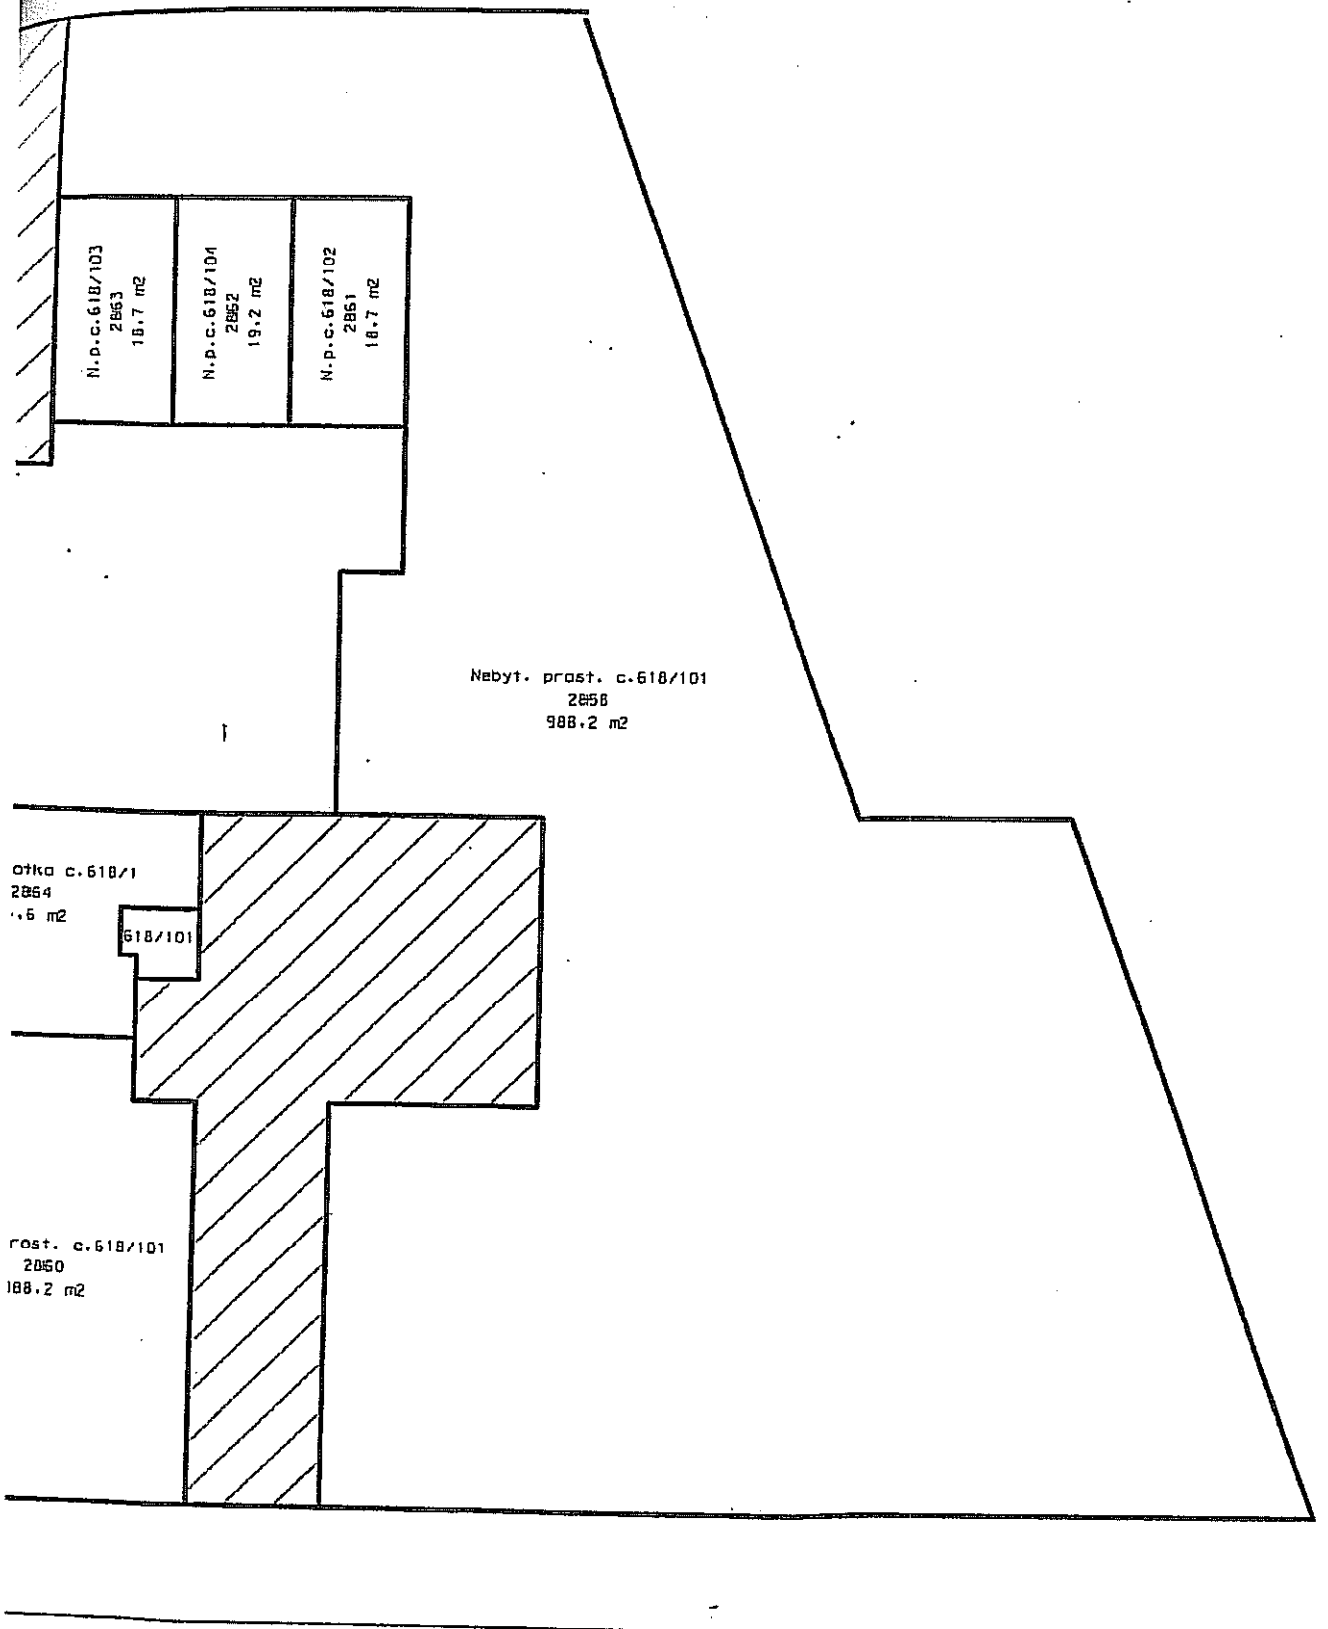 N.p.c.618/103
2863
18.7 m2
N.p.c.618/104
2862
19.2 m2
N.p.c.618/102
2861
18.7 m2
Nebyt. prost. c.618/101
2858
988.2 m2
otka c.618/1
2864
.6 m2
618/101
rost. c.618/101
2860
188.2 m2